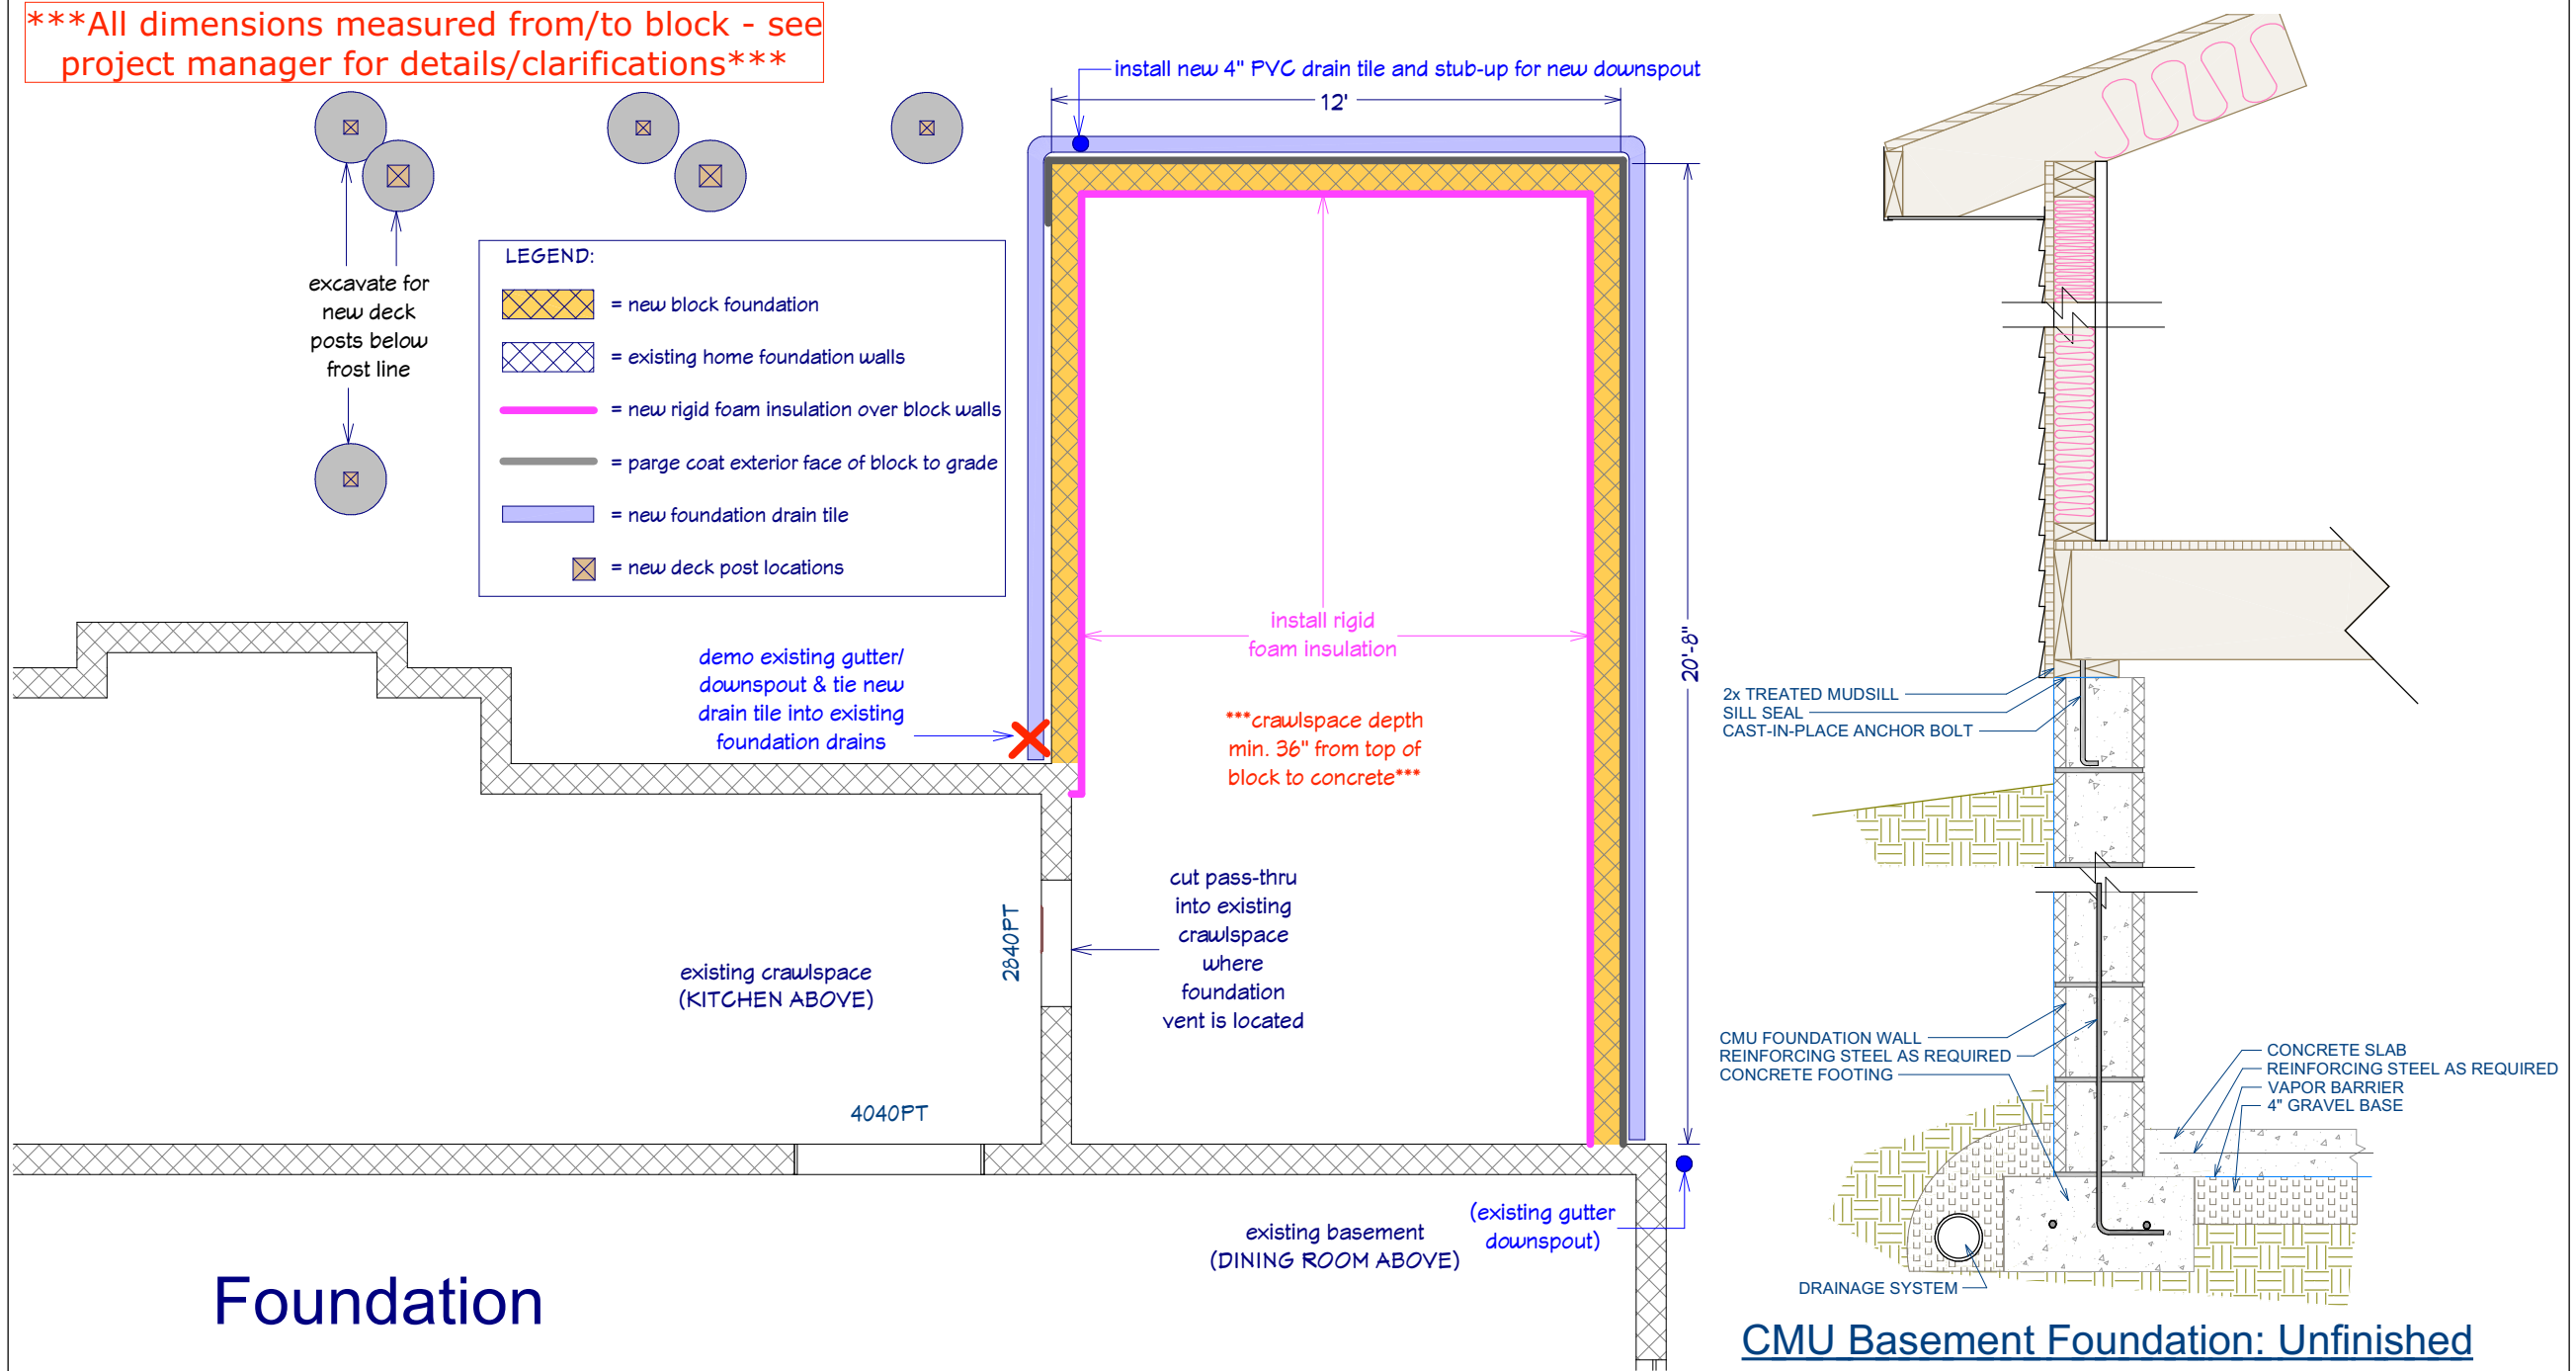 ***All dimensions measured from/to block - see
project manager for details/clarifications***
install new 4" PVC drain tile and stub-up for new downspout
12'
excavate for
new deck
posts below
frost line
LEGEND:
= new block foundation
= existing home foundation walls
= new rigid foam insulation over block walls
= parge coat exterior face of block to grade
= new foundation drain tile
= new deck post locations
install rigid
foam insulation
20'-8"
demo existing gutter/
downspout & tie new
drain tile into existing
foundation drains
***crawlspace depth
min. 36" from top of
block to concrete***
cut pass-thru
into existing
crawlspace
where
foundation
vent is located
2840PT
existing crawlspace
(KITCHEN ABOVE)
4040PT
existing basement
(DINING ROOM ABOVE)
(existing gutter
downspout)
Foundation
2x TREATED MUDSILL
SILL SEAL
CAST-IN-PLACE ANCHOR BOLT
CMU FOUNDATION WALL
REINFORCING STEEL AS REQUIRED
CONCRETE FOOTING
CONCRETE SLAB
REINFORCING STEEL AS REQUIRED
VAPOR BARRIER
4" GRAVEL BASE
DRAINAGE SYSTEM
CMU Basement Foundation: Unfinished